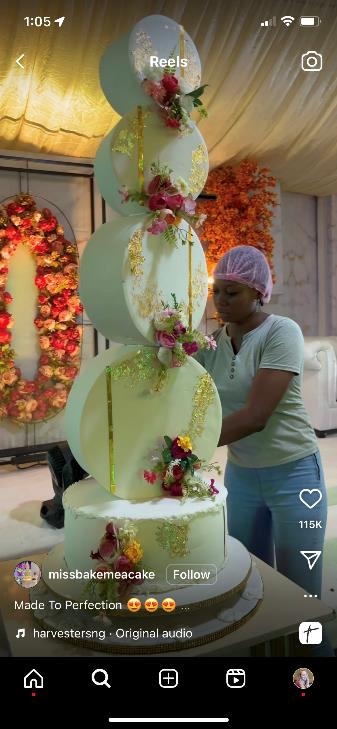 1:05
Reels
115K
missbakemeacake Follow
Made To Perfection 😍😍😍 ...
harvestersng · Original audio